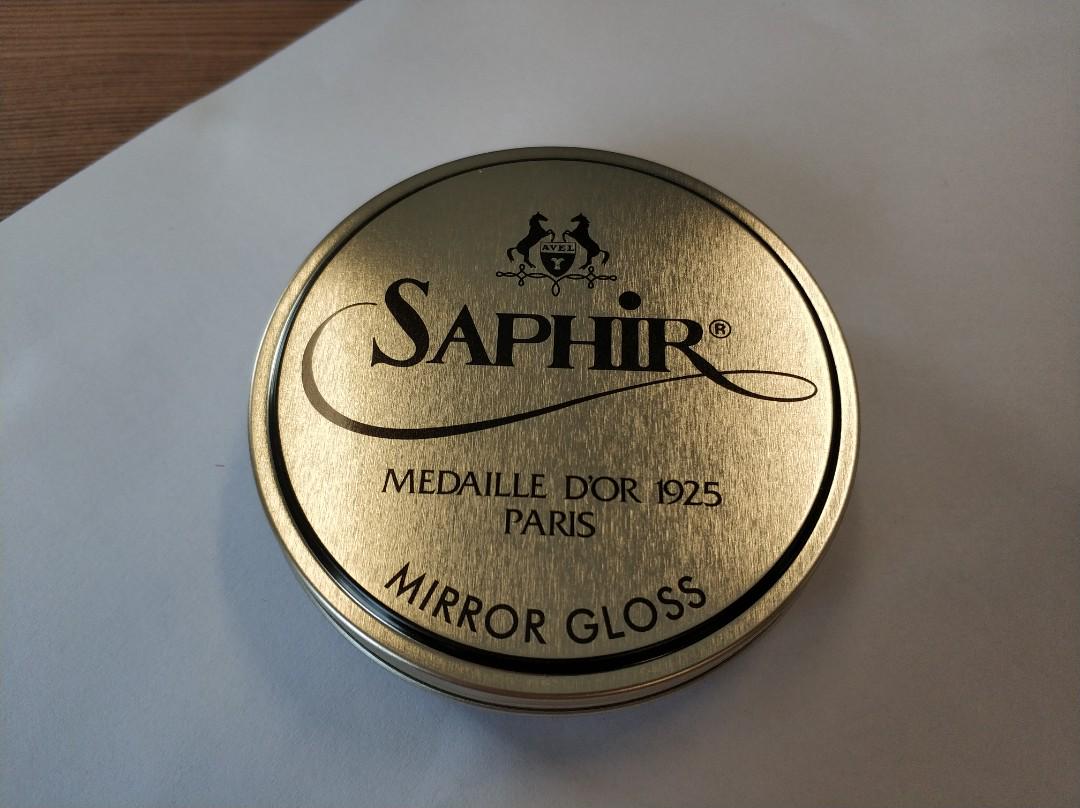 AVEL
SAPHiR®
MEDAILLE D'OR 1925
PARIS
MIRROR GLOSS